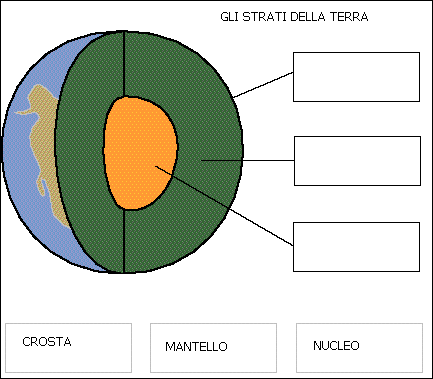 GLI STRATI DELLA TERRA
CROSTA
MANTELLO
NUCLEO